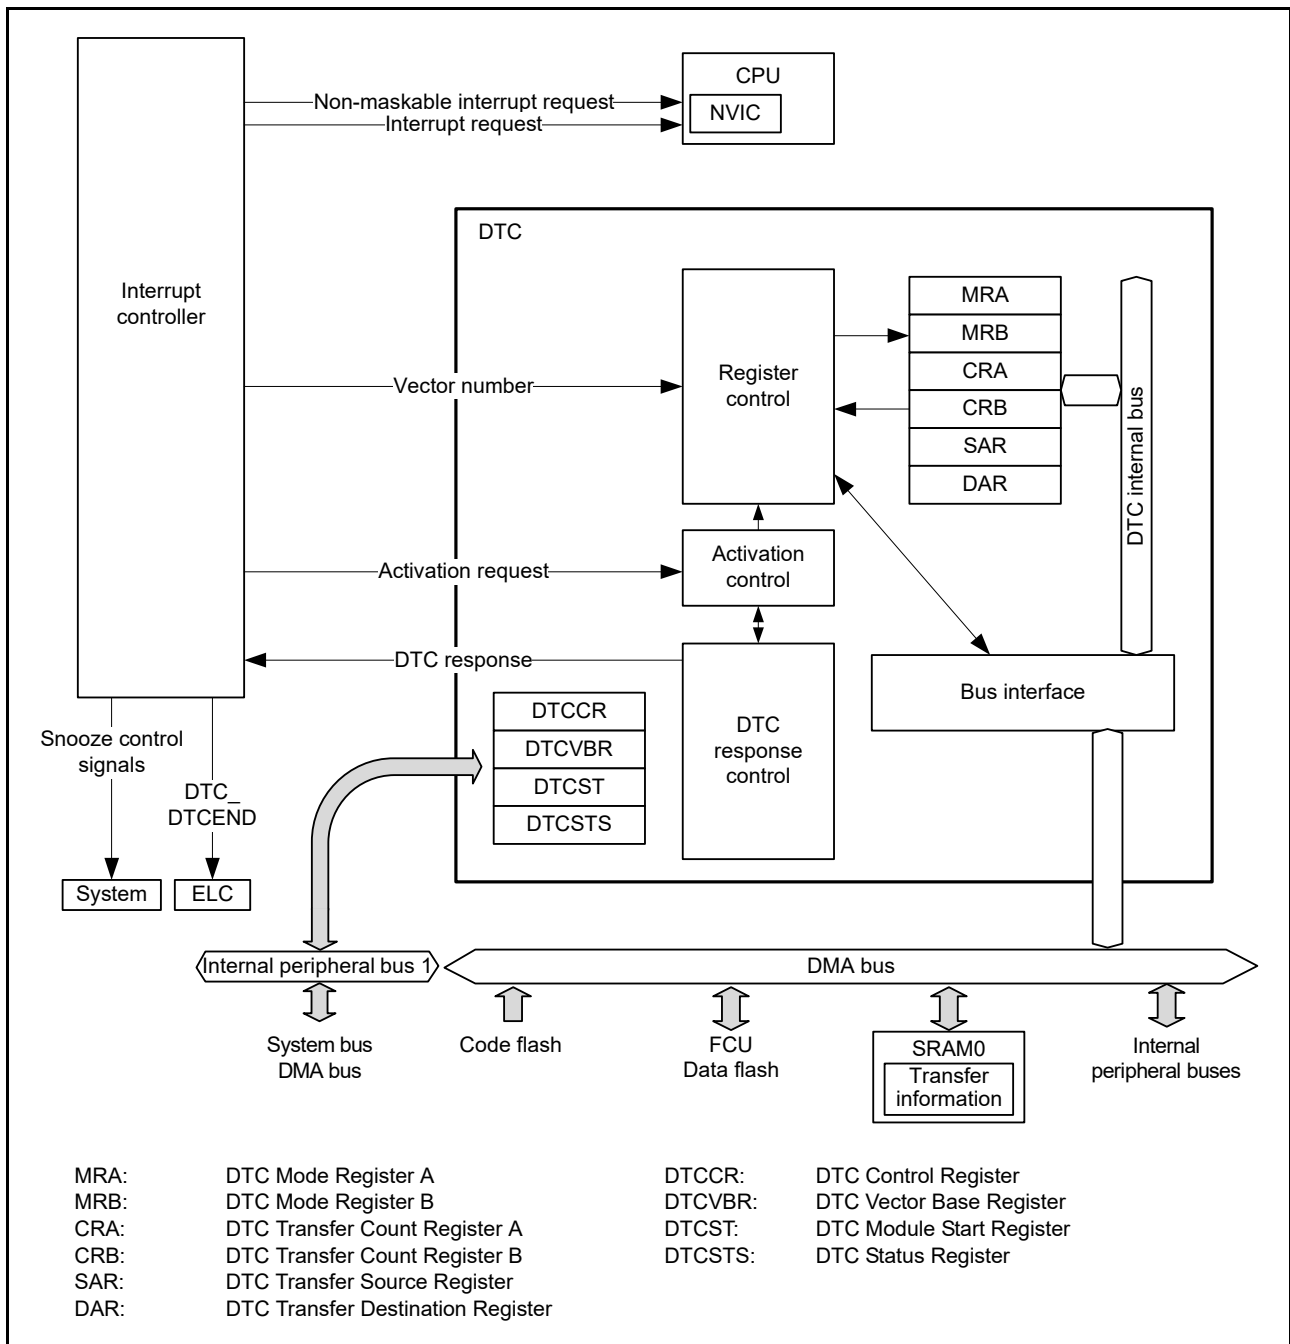 CPU
NVIC
Non-maskable interrupt request
Interrupt request
DTC
Interrupt
controller
Vector number
Register
control
MRA
MRB
CRA
CRB
SAR
DAR
DTC internal bus
Activation request
Activation
control
DTC response
Bus interface
DTC
response
control
DTCCR
DTCVBR
DTCST
DTCSTS
Snooze control
signals
DTC_
DTCEND
System
ELC
Internal peripheral bus 1
DMA bus
System bus
DMA bus
Code flash
FCU
Data flash
SRAM0
Transfer
information
Internal
peripheral buses
MRA: DTC Mode Register A
MRB: DTC Mode Register B
CRA: DTC Transfer Count Register A
CRB: DTC Transfer Count Register B
SAR: DTC Transfer Source Register
DAR: DTC Transfer Destination Register
DTCCR: DTC Control Register
DTCVBR: DTC Vector Base Register
DTCST: DTC Module Start Register
DTCSTS: DTC Status Register